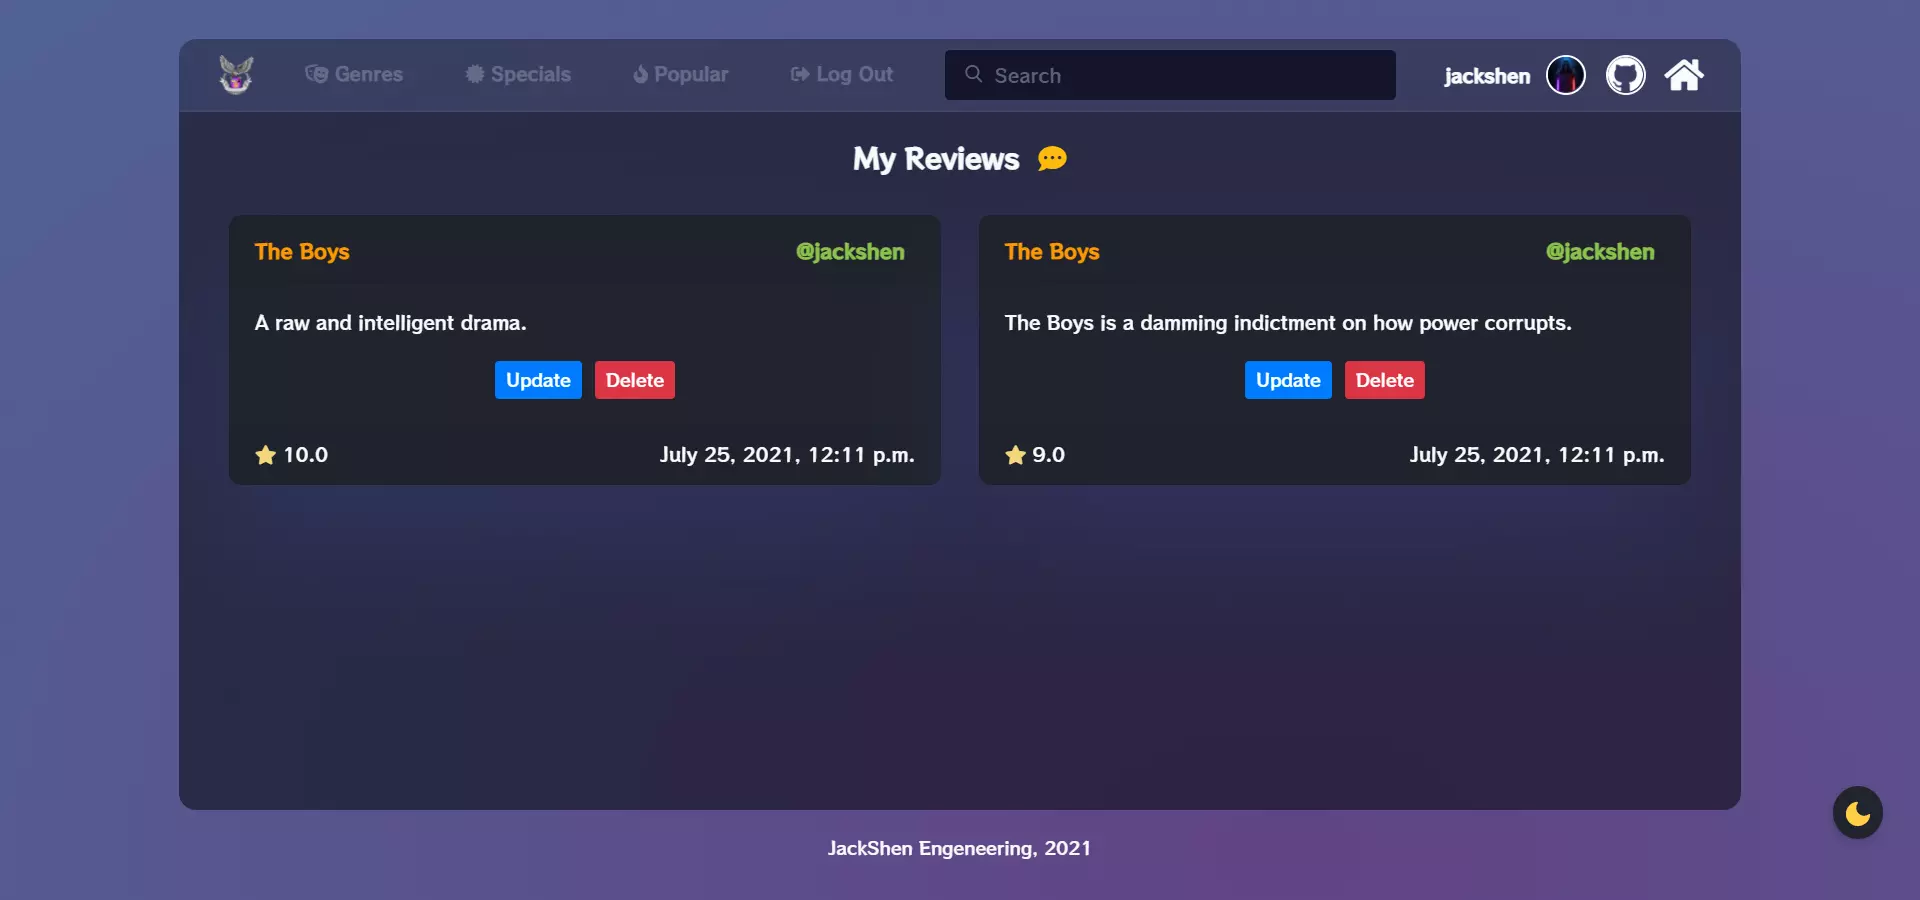 Genres Specials Popular Log Out Search jackshen
My Reviews
The Boys @jackshen
A raw and intelligent drama.
Update Delete
10.0 July 25, 2021, 12:11 p.m.
The Boys @jackshen
The Boys is a damming indictment on how power corrupts.
Update Delete
9.0 July 25, 2021, 12:11 p.m.
JackShen Engeneering, 2021